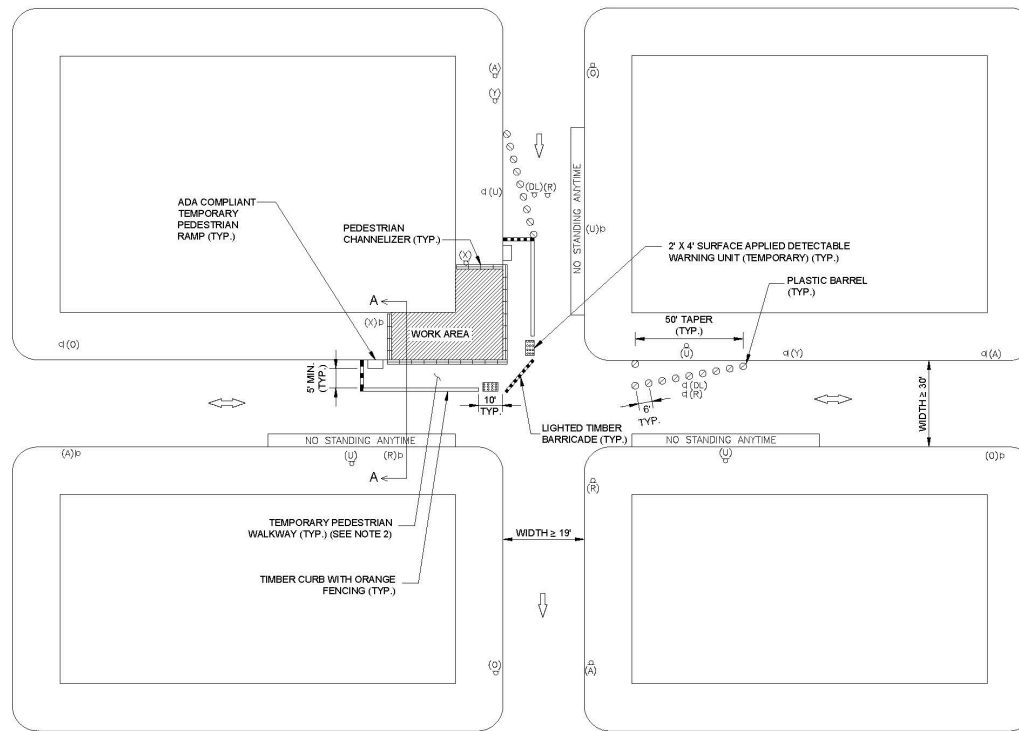 (A)
(Y)
(O)
(U)
(DL)(R)
NO STANDING ANYTIME
(U)
ADA COMPLIANT
TEMPORARY
PEDESTRIAN
RAMP (TYP.)
PEDESTRIAN
CHANNELIZER (TYP.)
2' X 4' SURFACE APPLIED DETECTABLE
WARNING UNIT (TEMPORARY) (TYP.)
(X)
PLASTIC BARREL
(TYP.)
A
50' TAPER
(TYP.)
(X)
WORK AREA
(O)
(U)
(Y)
(A)
5' MIN.
(TYP.)
(DL)
(R)
10'
TYP.
6'
TYP.
WIDTH ≥ 30'
LIGHTED TIMBER
BARRICADE (TYP.)
NO STANDING ANYTIME
NO STANDING ANYTIME
(A)
(U)
(R)
(U)
(O)
A
(R)
TEMPORARY PEDESTRIAN
WALKWAY (TYP.) (SEE NOTE 2)
WIDTH ≥ 19'
TIMBER CURB WITH ORANGE
FENCING (TYP.)
(O)
(A)